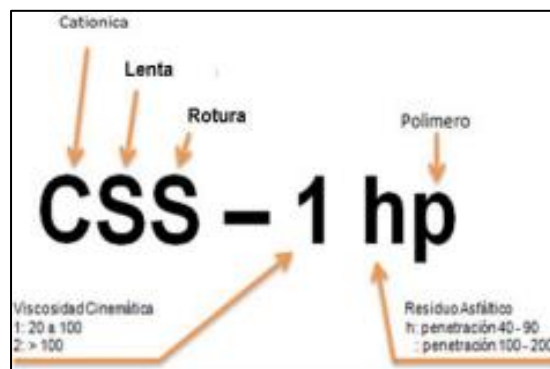 Cationica
Lenta
Rotura
Polimero
CSS – 1 hp
Viscosidad Cinemática
1: 20 a 100
2: > 100
Residuo Asfáltico
h: penetración 40 - 90
: penetración 100 - 200